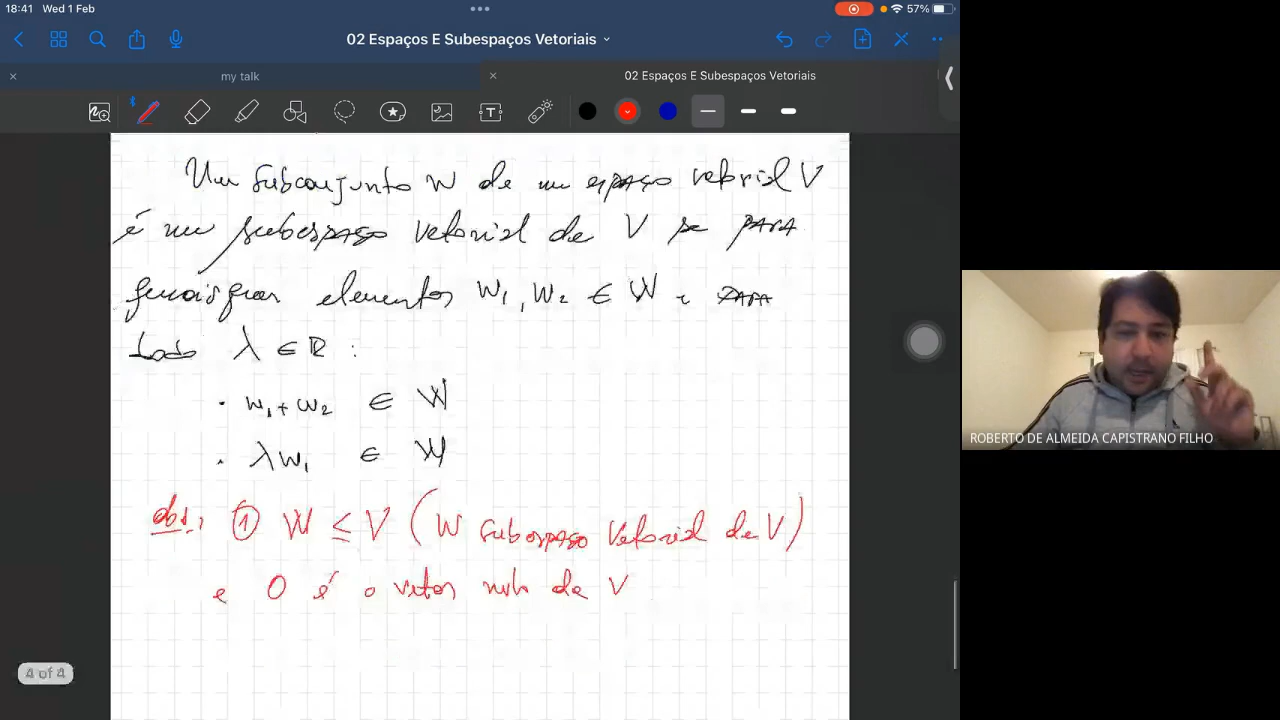 18:41 Wed 1 Feb
57%
02 Espaços E Subespaços Vetoriais
my talk
02 Espaços E Subespaços Vetoriais
Um subconjunto W de um espaço vetorial V
é um subespaço vetorial de V se para
quaisquer elementos w1, w2 ∈ W e para
todo λ ∈ ℝ:
· w1 + w2 ∈ W
· λw1 ∈ W
obs.: ① W ≤ V (W subespaço vetorial de V)
e 0 é o vetor nulo de V
4 of 4
ROBERTO DE ALMEIDA CAPISTRANO FILHO